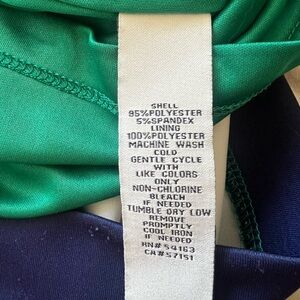 SHELL
95%POLYESTER
5%SPANDEX
LINING
100%POLYESTER
MACHINE WASH
COLD
GENTLE CYCLE
WITH
LIKE COLORS
ONLY
NON-CHLORINE
BLEACH
IF NEEDED
TUMBLE DRY LOW
REMOVE
PROMPTLY
COOL IRON
IF NEEDED
RN#54163
CA#57151